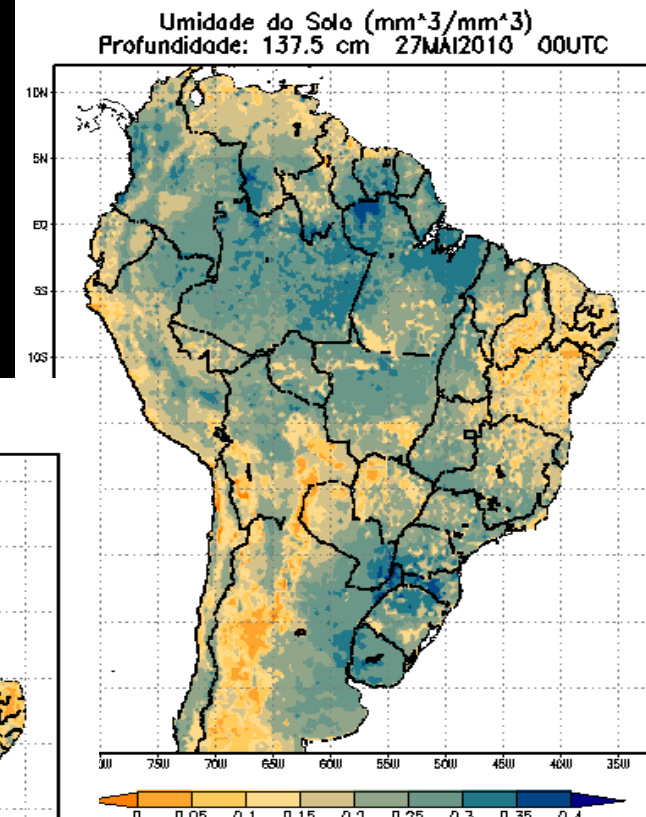 Umidade do Solo (mm^3/mm^3)
Profundidade: 137.5 cm 27MAI2010 00UTC
10N
5N
EQ
5S
10S
75W 70W 65W 60W 55W 50W 45W 40W 35W
0 0.05 0.1 0.15 0.2 0.25 0.3 0.35 0.4